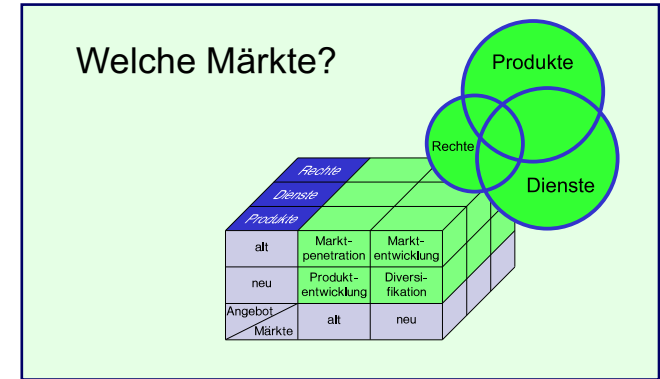 Welche Märkte?
Produkte
Rechte
Dienste
Rechte
Dienste
Produkte
alt
Markt-
penetration
Markt-
entwicklung
neu
Produkt-
entwicklung
Diversi-
fikation
Angebot
Märkte
alt
neu